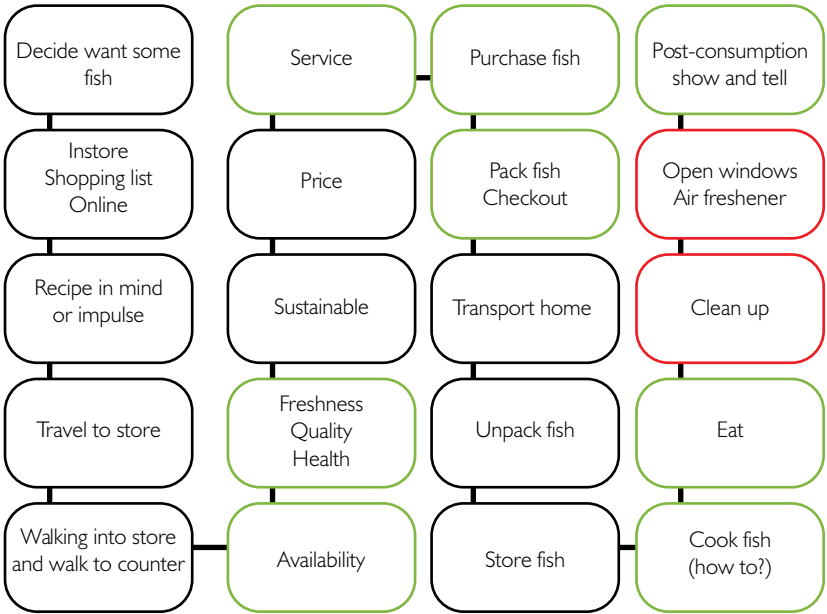 Decide want some
fish
Instore
Shopping list
Online
Recipe in mind
or impulse
Travel to store
Walking into store
and walk to counter
Availability
Freshness
Quality
Health
Sustainable
Price
Service
Purchase fish
Pack fish
Checkout
Transport home
Unpack fish
Store fish
Cook fish
(how to?)
Eat
Clean up
Open windows
Air freshener
Post-consumption
show and tell